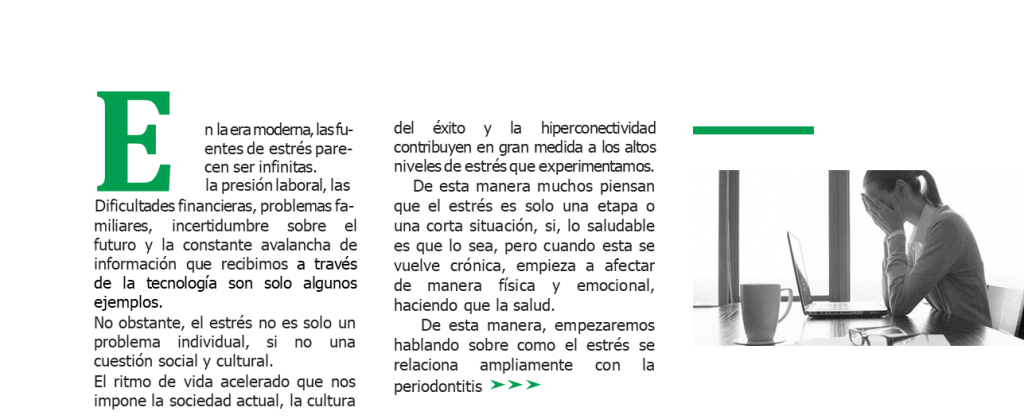 En la era moderna, las fu-
entes de estrés pare-
cen ser infinitas.
la presión laboral, las
Dificultades financieras, problemas fa-
miliares, incertidumbre sobre el
futuro y la constante avalancha de
información que recibimos a través
de la tecnología son solo algunos
ejemplos.
No obstante, el estrés no es solo un
problema individual, si no una
cuestión social y cultural.
El ritmo de vida acelerado que nos
impone la sociedad actual, la cultura
del éxito y la hiperconectividad
contribuyen en gran medida a los altos
niveles de estrés que experimentamos.
De esta manera muchos piensan
que el estrés es solo una etapa o
una corta situación, si, lo saludable
es que lo sea, pero cuando esta se
vuelve crónica, empieza a afectar
de manera física y emocional,
haciendo que la salud.
De esta manera, empezaremos
hablando sobre como el estrés se
relaciona ampliamente con la
periodontitis